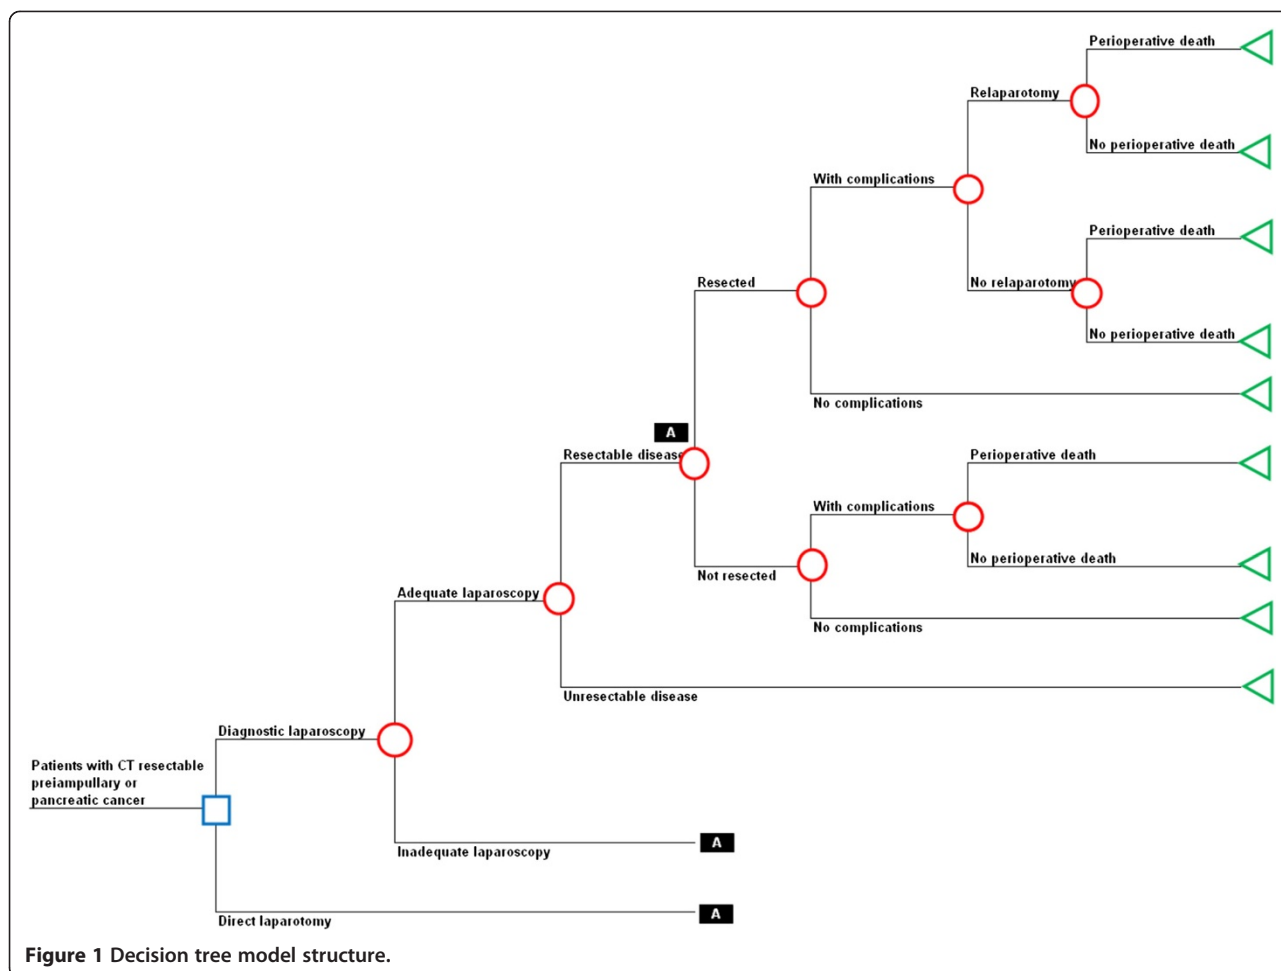 Perioperative death
Relaparotomy
No perioperative death
With complications
Perioperative death
Resected
No relaparotomy
No perioperative death
No complications
A
Resectable disease
Perioperative death
With complications
No perioperative death
Not resected
Adequate laparoscopy
No complications
Unresectable disease
Diagnostic laparoscopy
Patients with CT resectable
preiampullary or
pancreatic cancer
A
Inadequate laparoscopy
A
Direct laparotomy
Figure 1 Decision tree model structure.